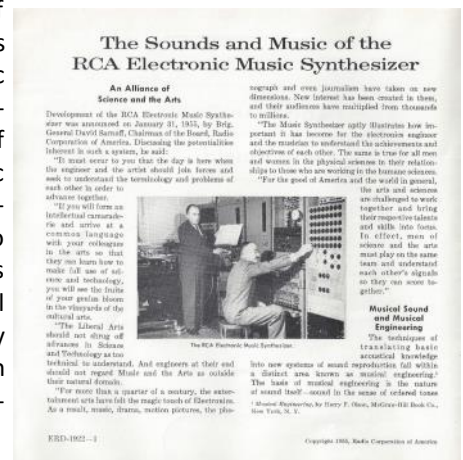 The Sounds and Music of the
RCA Electronic Music Synthesizer
An Alliance of
Science and the Arts
Development of the RCA Electronic Music Synthe-
sizer was announced on January 31, 1955, by Brig.
General David Sarnoff, Chairman of the Board, Radio
Corporation of America. Discussing the potentialities
inherent in such a system, he said:
"It must occur to you that the day is here when
the engineer and the artist should join forces and
seek to understand the terminology and problems of
each other in order to
advance together.
"If you will form an
intellectual camarade-
rie and arrive at a
common language
with your colleagues
in the arts so that
they can learn how to
make full use of sci-
ence and technology,
you will see the fruits
of your genius bloom
in the vineyards of the
cultural arts.
"The Liberal Arts
should not shrug off
advances in Science
and Technology as too
technical to understand. And engineers at their end
should not regard Music and the Arts as outside
their natural domain.
"For more than a quarter of a century, the enter-
tainment arts have felt the magic touch of Electronics.
As a result, music, drama, motion pictures, the pho-
nograph and even journalism have taken on new
dimensions. New interest has been created in them,
and their audiences have multiplied from thousands
to millions.
"The Music Synthesizer aptly illustrates how im-
portant it has become for the electronics engineer
and the musician to understand the achievements and
objectives of each other. The same is true for all men
and women in the physical sciences in their relation-
ships to those who are working in the humane sciences.
"For the good of America and the world in general,
the arts and sciences
are challenged to work
together and bring
their respective talents
and skills into focus.
In effect, men of
science and the arts
must play on the same
team and understand
each other's signals
so they can score to-
gether."
Musical Sound
and Musical
Engineering
The techniques of
translating basic
acoustical knowledge
into new systems of sound reproduction fall within
a distinct area known as musical engineering.¹
The basis of musical engineering is the nature
of sound itself—sound in the sense of ordered tones
¹ Musical Engineering, by Harry F. Olson, McGraw-Hill Book Co.,
New York, N. Y.
The RCA Electronic Music Synthesizer.
ERD-1922—1
Copyright 1955, Radio Corporation of America